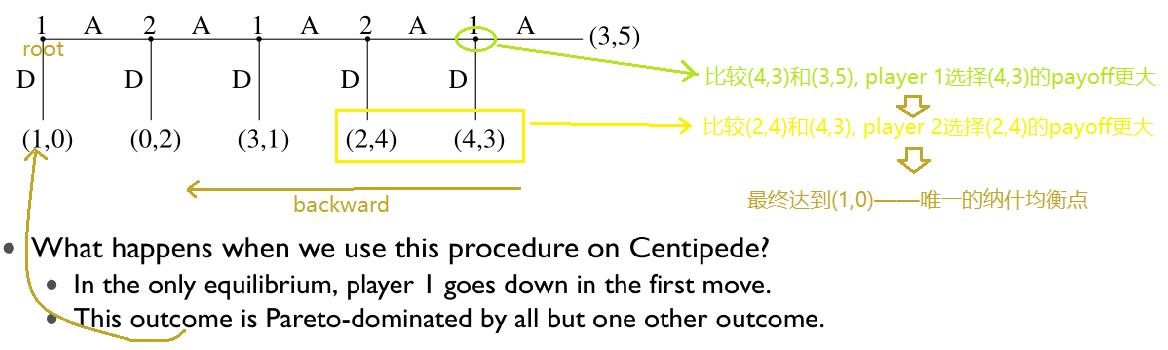 1 A 2 A 1 A 2 A 1 A (3,5)
root
D D D D D
比较(4,3)和(3,5), player 1选择(4,3)的payoff更大
(1,0) (0,2) (3,1) (2,4) (4,3)
比较(2,4)和(4,3), player 2选择(2,4)的payoff更大
backward
最终达到(1,0)——唯一的纳什均衡点
• What happens when we use this procedure on Centipede?
• In the only equilibrium, player 1 goes down in the first move.
• This outcome is Pareto-dominated by all but one other outcome.